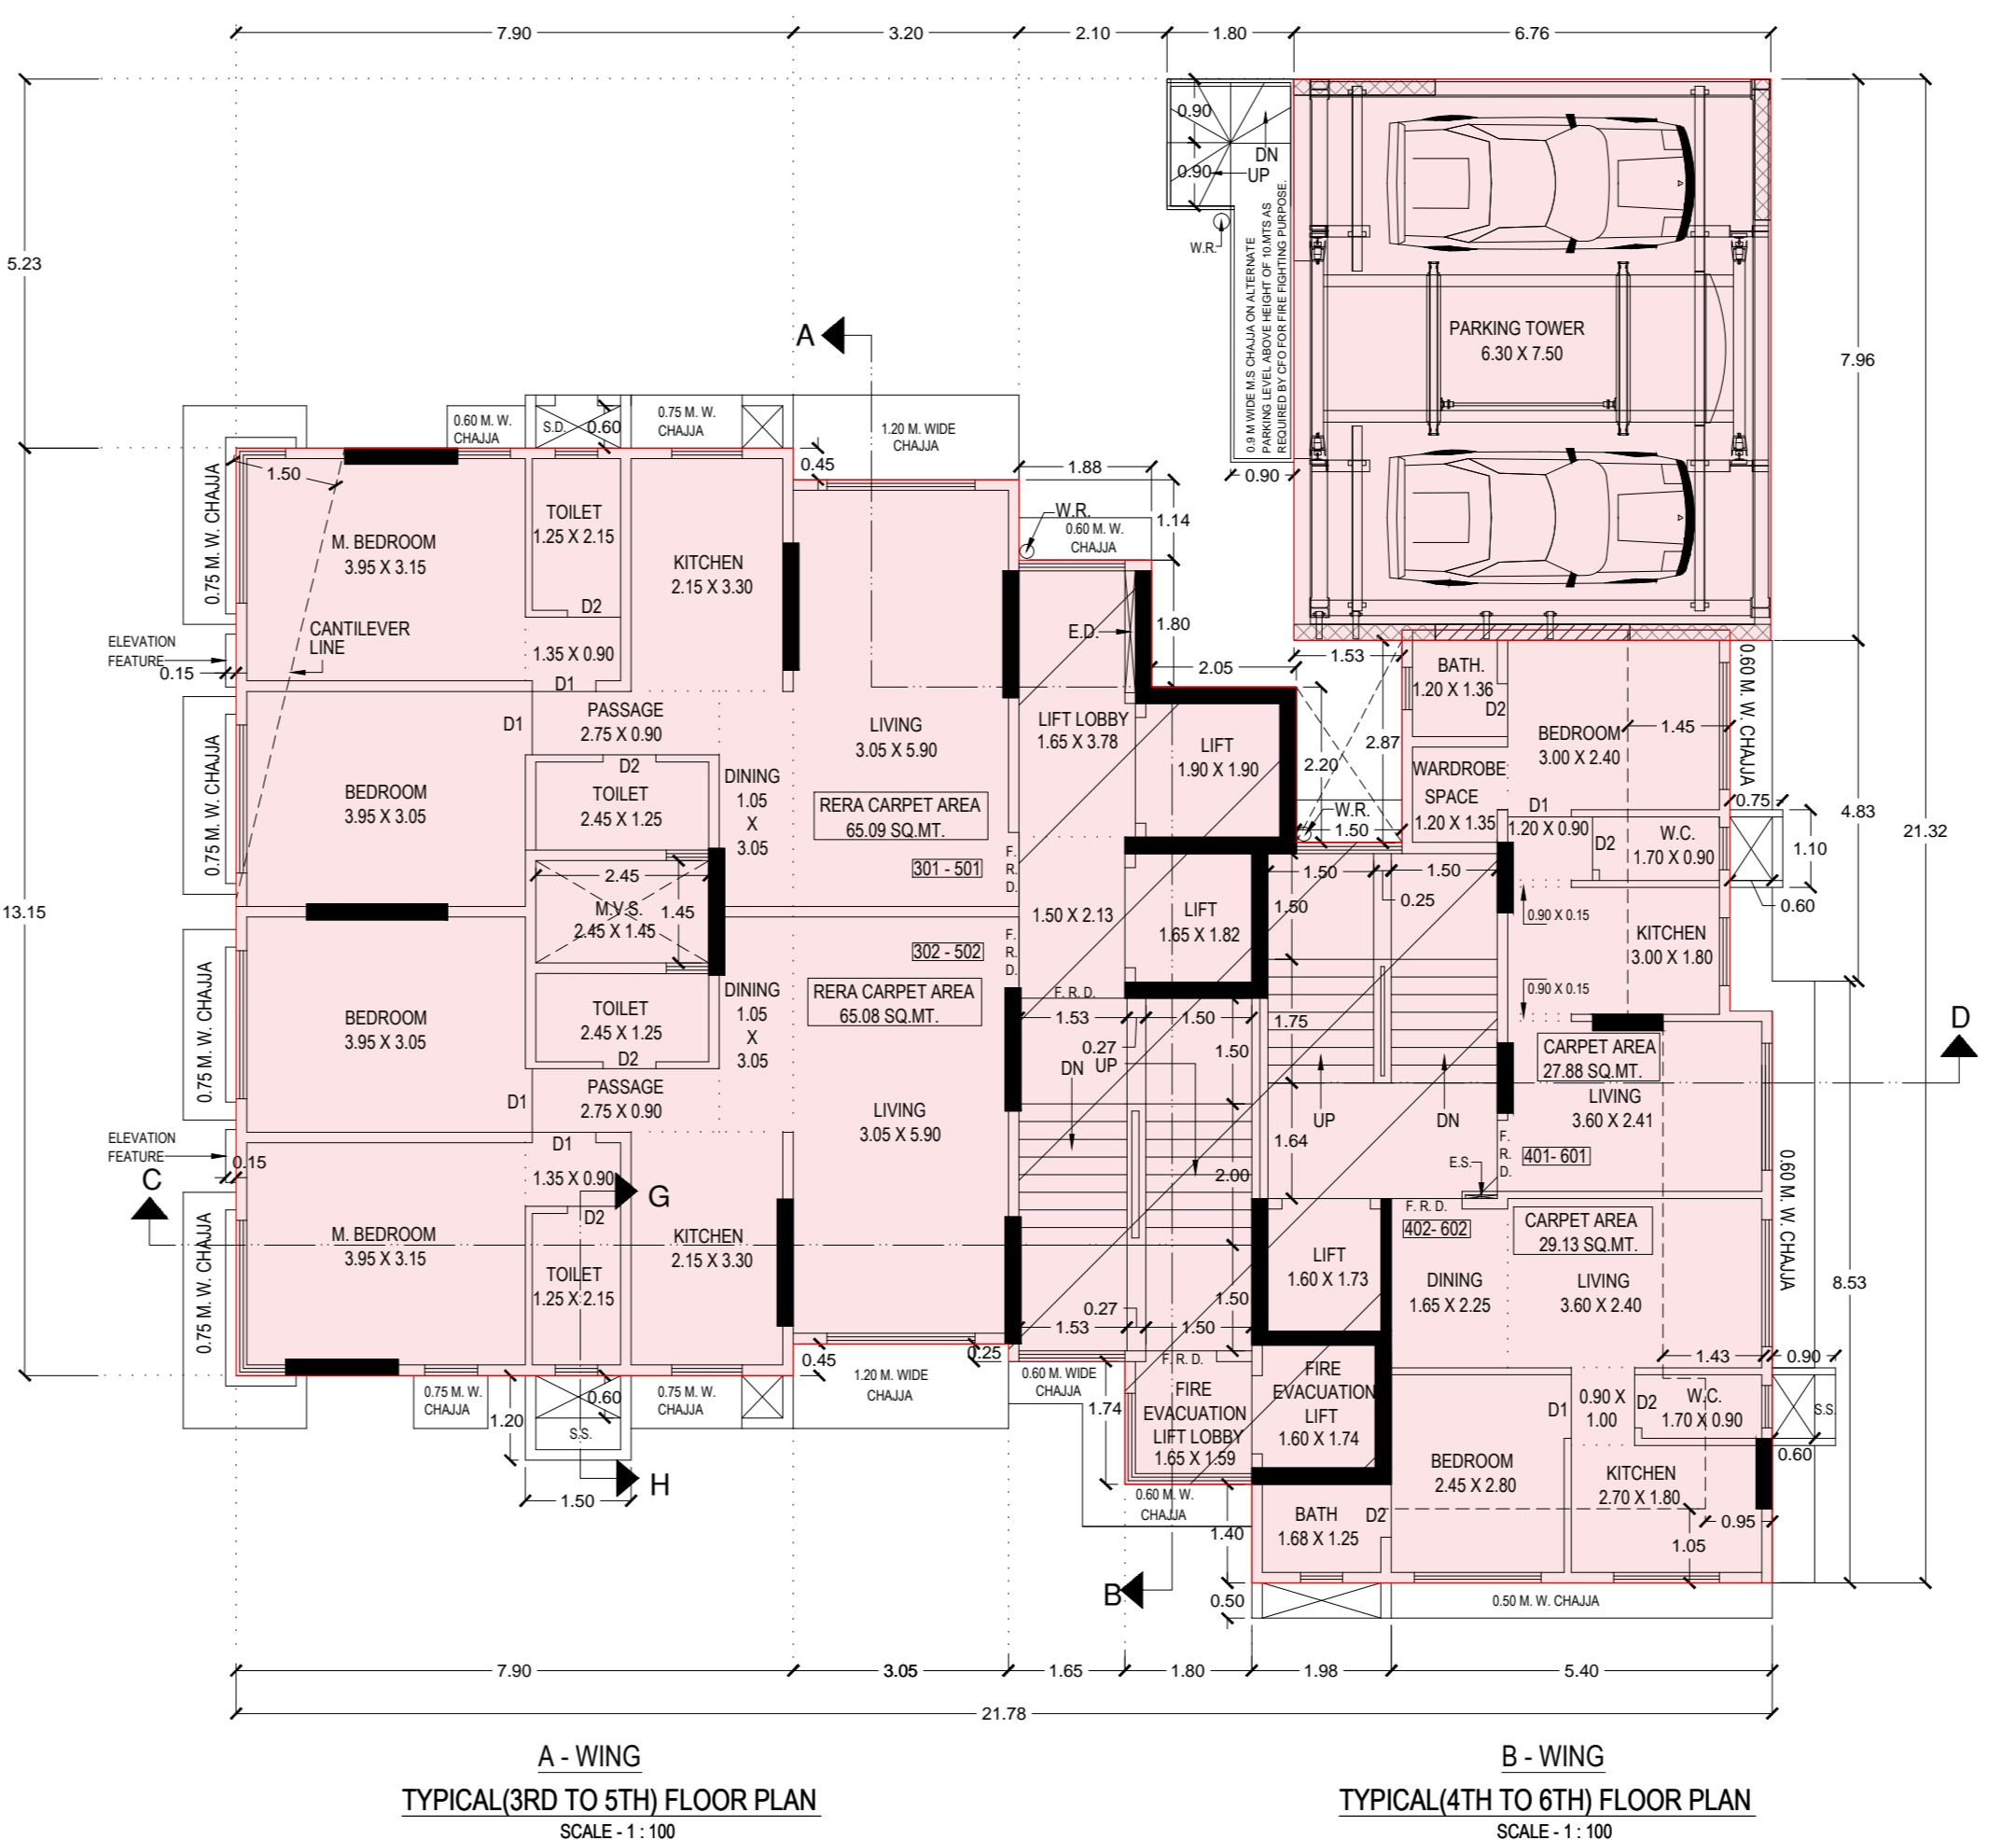 7.90
3.20
2.10
1.80
6.76
0.90
DN
0.90
UP
W.R.
0.9 M WIDE M.S CHAJJA ON ALTERNATE
PARKING LEVEL ABOVE HEIGHT OF 10.MTS AS
REQUIRED BY CFO FOR FIRE FIGHTING PURPOSE.
5.23
7.96
A
PARKING TOWER
6.30 X 7.50
0.60 M. W.
CHAJJA
S.D.
0.60
0.75 M. W.
CHAJJA
1.20 M. WIDE
CHAJJA
0.45
1.88
0.90
1.50
0.75 M. W. CHAJJA
M. BEDROOM
3.95 X 3.15
TOILET
1.25 X 2.15
KITCHEN
2.15 X 3.30
D2
W.R.
0.60 M. W.
CHAJJA
1.14
ELEVATION
FEATURE
0.15
CANTILEVER
LINE
1.35 X 0.90
D1
E.D.
1.80
2.05
1.53
BATH.
1.20 X 1.36
D2
0.60 M. W. CHAJJA
D1
PASSAGE
2.75 X 0.90
LIVING
3.05 X 5.90
LIFT LOBBY
1.65 X 3.78
LIFT
1.90 X 1.90
2.87
2.20
BEDROOM
3.00 X 2.40
1.45
0.75 M. W. CHAJJA
BEDROOM
3.95 X 3.05
D2
TOILET
2.45 X 1.25
DINING
1.05
X
3.05
RERA CARPET AREA
65.09 SQ.MT.
WARDROBE
SPACE
1.20 X 1.35
W.R.
1.50
D1
1.20 X 0.90
D2
W.C.
1.70 X 0.90
0.75
1.10
0.60
4.83
21.32
2.45
M.V.S.
2.45 X 1.45
1.45
301 - 501
F.
R.
D.
1.50 X 2.13
LIFT
1.65 X 1.82
1.50
1.50
1.50
0.25
0.90 X 0.15
KITCHEN
3.00 X 1.80
0.90 X 0.15
13.15
302 - 502
F.
R.
D.
RERA CARPET AREA
65.08 SQ.MT.
0.75 M. W. CHAJJA
BEDROOM
3.95 X 3.05
TOILET
2.45 X 1.25
D2
DINING
1.05
X
3.05
F. R. D.
1.53
1.50
0.27
UP
DN
1.50
1.75
D
CARPET AREA
27.88 SQ.MT.
LIVING
3.60 X 2.41
D1
PASSAGE
2.75 X 0.90
LIVING
3.05 X 5.90
UP
DN
1.64
F.
R.
D.
401- 601
E.S.
ELEVATION
FEATURE
0.15
D1
1.35 X 0.90
C
G
2.00
0.60 M. W. CHAJJA
0.75 M. W. CHAJJA
M. BEDROOM
3.95 X 3.15
D2
TOILET
1.25 X 2.15
KITCHEN
2.15 X 3.30
F. R. D.
402- 602
CARPET AREA
29.13 SQ.MT.
LIFT
1.60 X 1.73
DINING
1.65 X 2.25
LIVING
3.60 X 2.40
8.53
1.50
0.27
1.53
1.50
0.45
0.25
F. R. D.
1.43
0.90
0.75 M. W.
CHAJJA
1.20
0.60
S.S.
0.75 M. W.
CHAJJA
1.20 M. WIDE
CHAJJA
0.60 M. WIDE
CHAJJA
1.74
FIRE
EVACUATION
LIFT LOBBY
1.65 X 1.59
FIRE
EVACUATION
LIFT
1.60 X 1.74
D1
0.90 X
1.00
D2
W.C.
1.70 X 0.90
S.S.
0.60
H
1.50
0.60 M. W.
CHAJJA
BEDROOM
2.45 X 2.80
KITCHEN
2.70 X 1.80
BATH
1.68 X 1.25
D2
0.95
1.05
1.40
B
0.50
0.50 M. W. CHAJJA
7.90
3.05
1.65
1.80
1.98
5.40
21.78
A - WING
TYPICAL(3RD TO 5TH) FLOOR PLAN
SCALE - 1 : 100
B - WING
TYPICAL(4TH TO 6TH) FLOOR PLAN
SCALE - 1 : 100